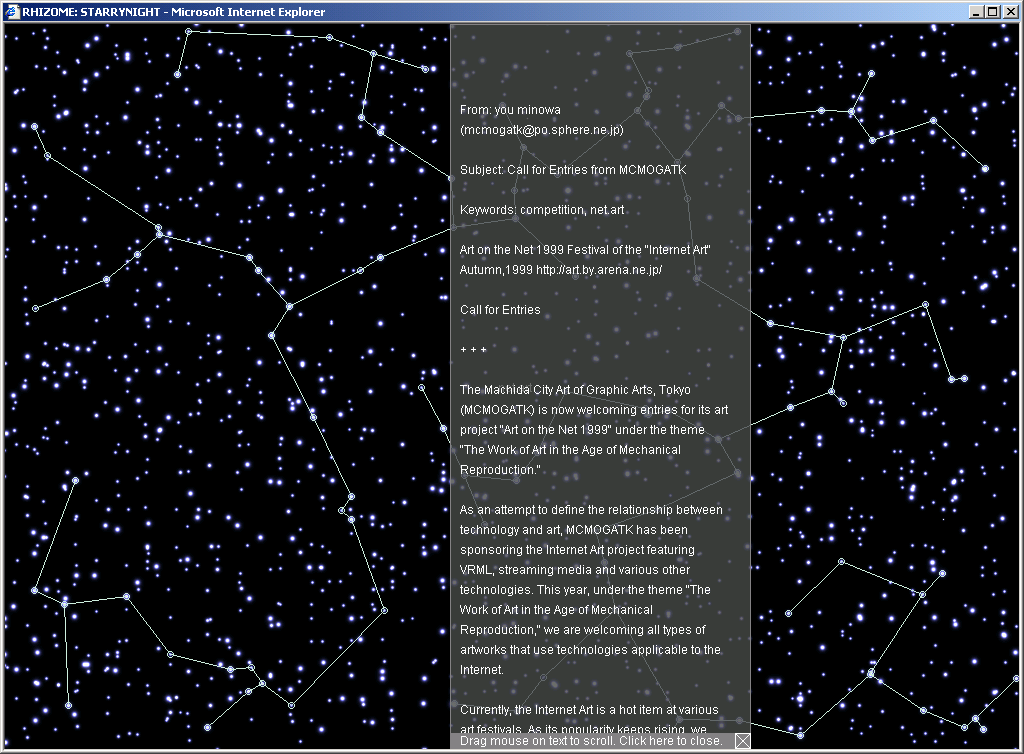 RHIZOME: STARRYNIGHT - Microsoft Internet Explorer
From: you minowa
(mcmogatk@po.sphere.ne.jp)
Subject: Call for Entries from MCMOGATK
Keywords: competition, net.art
Art on the Net 1999 Festival of the "Internet Art"
Autumn,1999 http://art.by.arena.ne.jp/
Call for Entries
+ + +
The Machida City Art of Graphic Arts, Tokyo
(MCMOGATK) is now welcoming entries for its art
project "Art on the Net 1999" under the theme
"The Work of Art in the Age of Mechanical
Reproduction."
As an attempt to define the relationship between
technology and art, MCMOGATK has been
sponsoring the Internet Art project featuring
VRML, streaming media and various other
technologies. This year, under the theme "The
Work of Art in the Age of Mechanical
Reproduction," we are welcoming all types of
artworks that use technologies applicable to the
Internet.
Currently, the Internet Art is a hot item at various
art festivals. As its popularity keeps rising, we
Drag mouse on text to scroll. Click here to close.